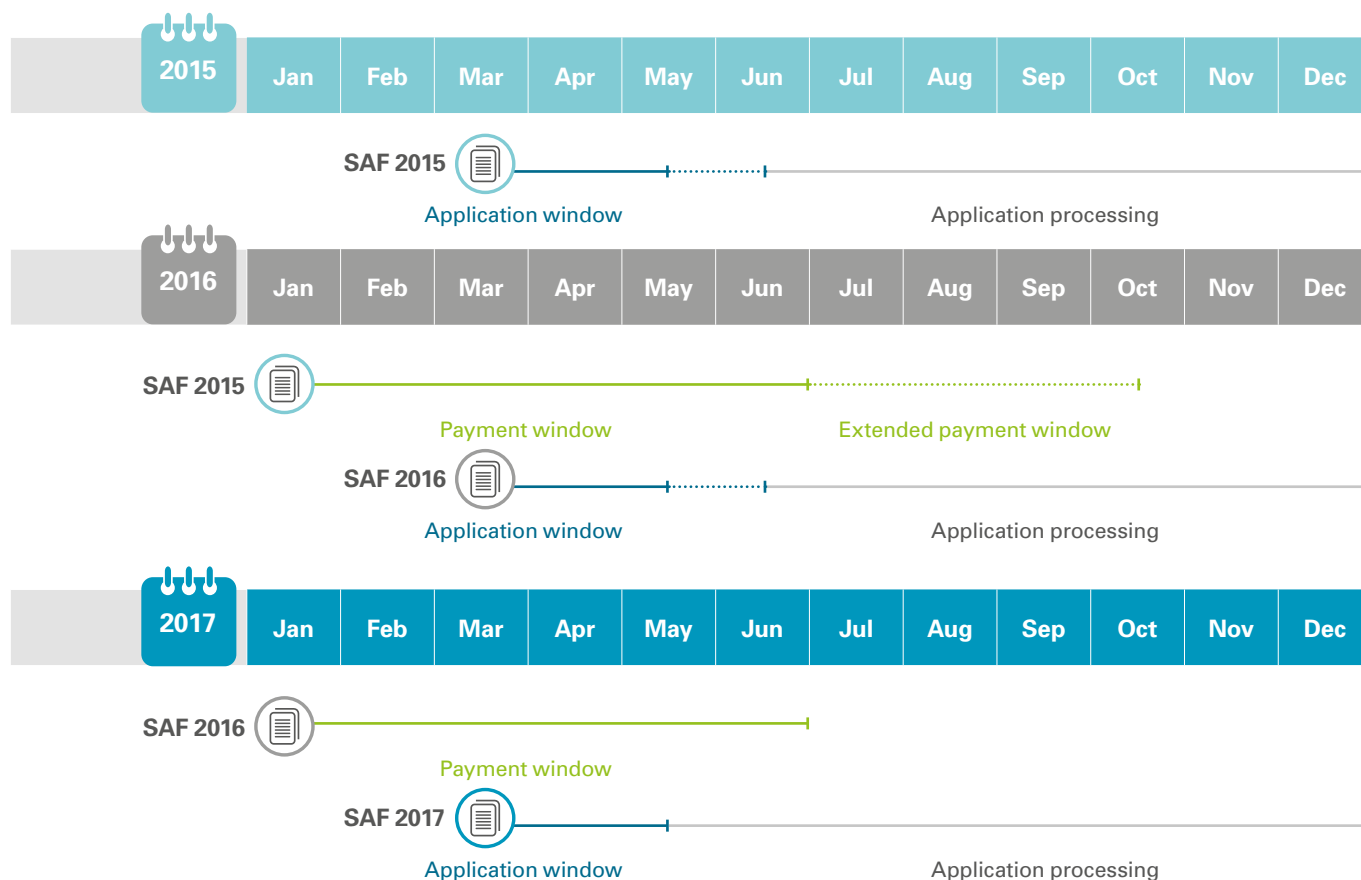 2015 Jan Feb Mar Apr May Jun Jul Aug Sep Oct Nov Dec
SAF 2015
Application window Application processing
2016 Jan Feb Mar Apr May Jun Jul Aug Sep Oct Nov Dec
SAF 2015
Payment window Extended payment window
SAF 2016
Application window Application processing
2017 Jan Feb Mar Apr May Jun Jul Aug Sep Oct Nov Dec
SAF 2016
Payment window
SAF 2017
Application window Application processing